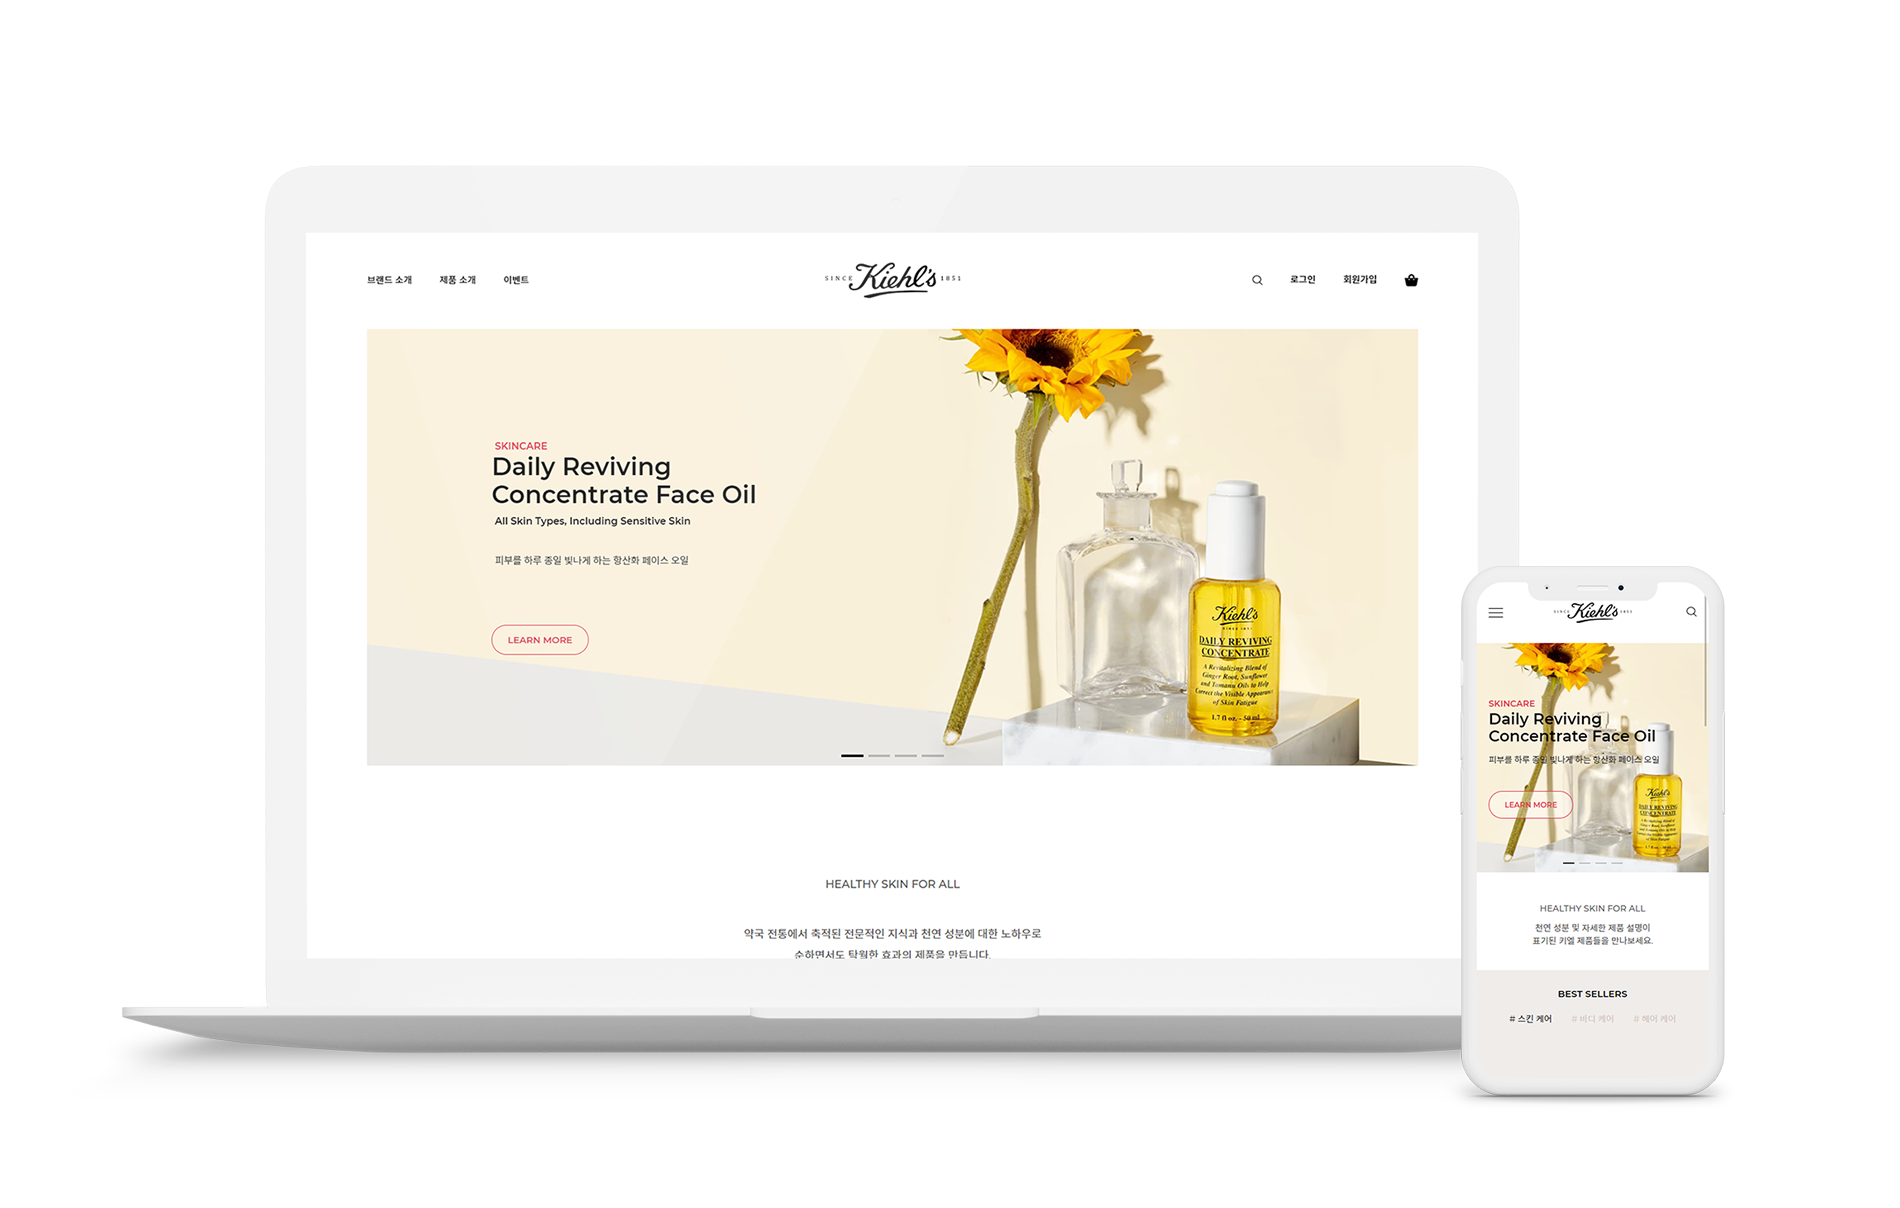 브랜드 소개
제품 소개
이벤트
SINCE Kiehl's 1851
로그인
회원가입
SKINCARE
Daily Reviving
Concentrate Face Oil
All Skin Types, Including Sensitive Skin
피부를 하루 종일 빛나게 하는 항산화 페이스 오일
LEARN MORE
Kiehl's
SINCE 1851
DAILY REVIVING
CONCENTRATE
A Revitalizing Blend of
Ginger Root, Sunflower
and Tamanu Oils to Help
Correct the Visible Appearance
of Skin Fatigue
1.7 fl oz. - 50 ml
HEALTHY SKIN FOR ALL
약국 전통에서 축적된 전문적인 지식과 천연 성분에 대한 노하우로
순하면서도 탁월한 효과의 제품을 만듭니다.
SINCE Kiehl's 1851
SKINCARE
Daily Reviving
Concentrate Face Oil
피부를 하루 종일 빛나게 하는 항산화 페이스 오일
LEARN MORE
Kiehl's
DAILY REVIVING
CONCENTRATE
HEALTHY SKIN FOR ALL
천연 성분 및 자세한 제품 설명이
표기된 키엘 제품들을 만나보세요.
BEST SELLERS
# 스킨 케어
# 바디 케어
# 헤어 케어